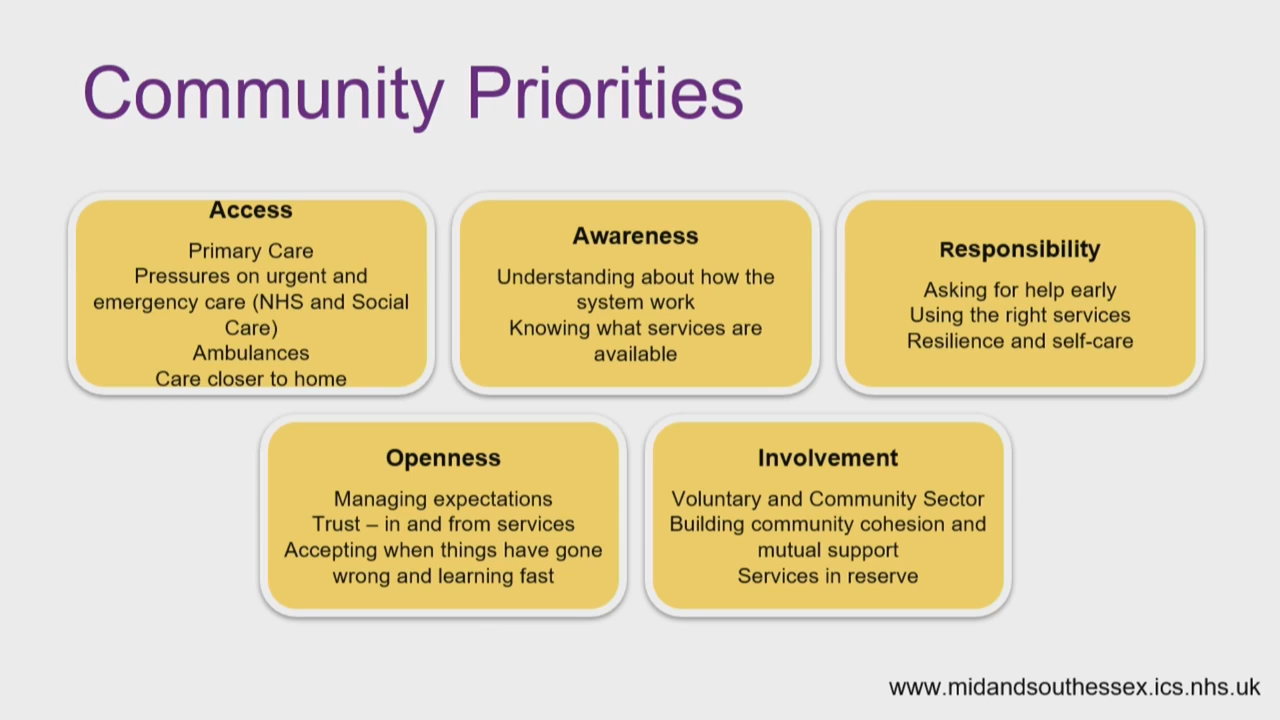 Community Priorities
Access
Primary Care
Pressures on urgent and
emergency care (NHS and Social
Care)
Ambulances
Care closer to home
Awareness
Understanding about how the
system work
Knowing what services are
available
Responsibility
Asking for help early
Using the right services
Resilience and self-care
Openness
Managing expectations
Trust – in and from services
Accepting when things have gone
wrong and learning fast
Involvement
Voluntary and Community Sector
Building community cohesion and
mutual support
Services in reserve
www.midandsouthessex.ics.nhs.uk